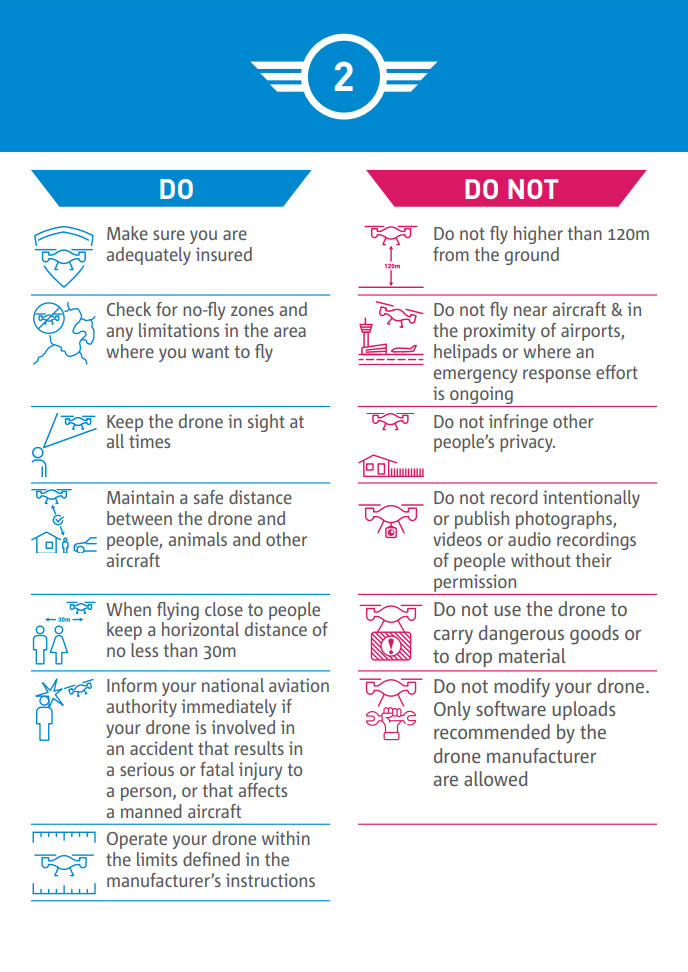 2
DO
Make sure you are
adequately insured
Check for no-fly zones and
any limitations in the area
where you want to fly
Keep the drone in sight at
all times
Maintain a safe distance
between the drone and
people, animals and other
aircraft
30m
When flying close to people
keep a horizontal distance of
no less than 30m
Inform your national aviation
authority immediately if
your drone is involved in
an accident that results in
a serious or fatal injury to
a person, or that affects
a manned aircraft
Operate your drone within
the limits defined in the
manufacturer's instructions
DO NOT
120m
Do not fly higher than 120m
from the ground
Do not fly near aircraft & in
the proximity of airports,
helipads or where an
emergency response effort
is ongoing
Do not infringe other
people's privacy.
Do not record intentionally
or publish photographs,
videos or audio recordings
of people without their
permission
Do not use the drone to
carry dangerous goods or
to drop material
Do not modify your drone.
Only software uploads
recommended by the
drone manufacturer
are allowed